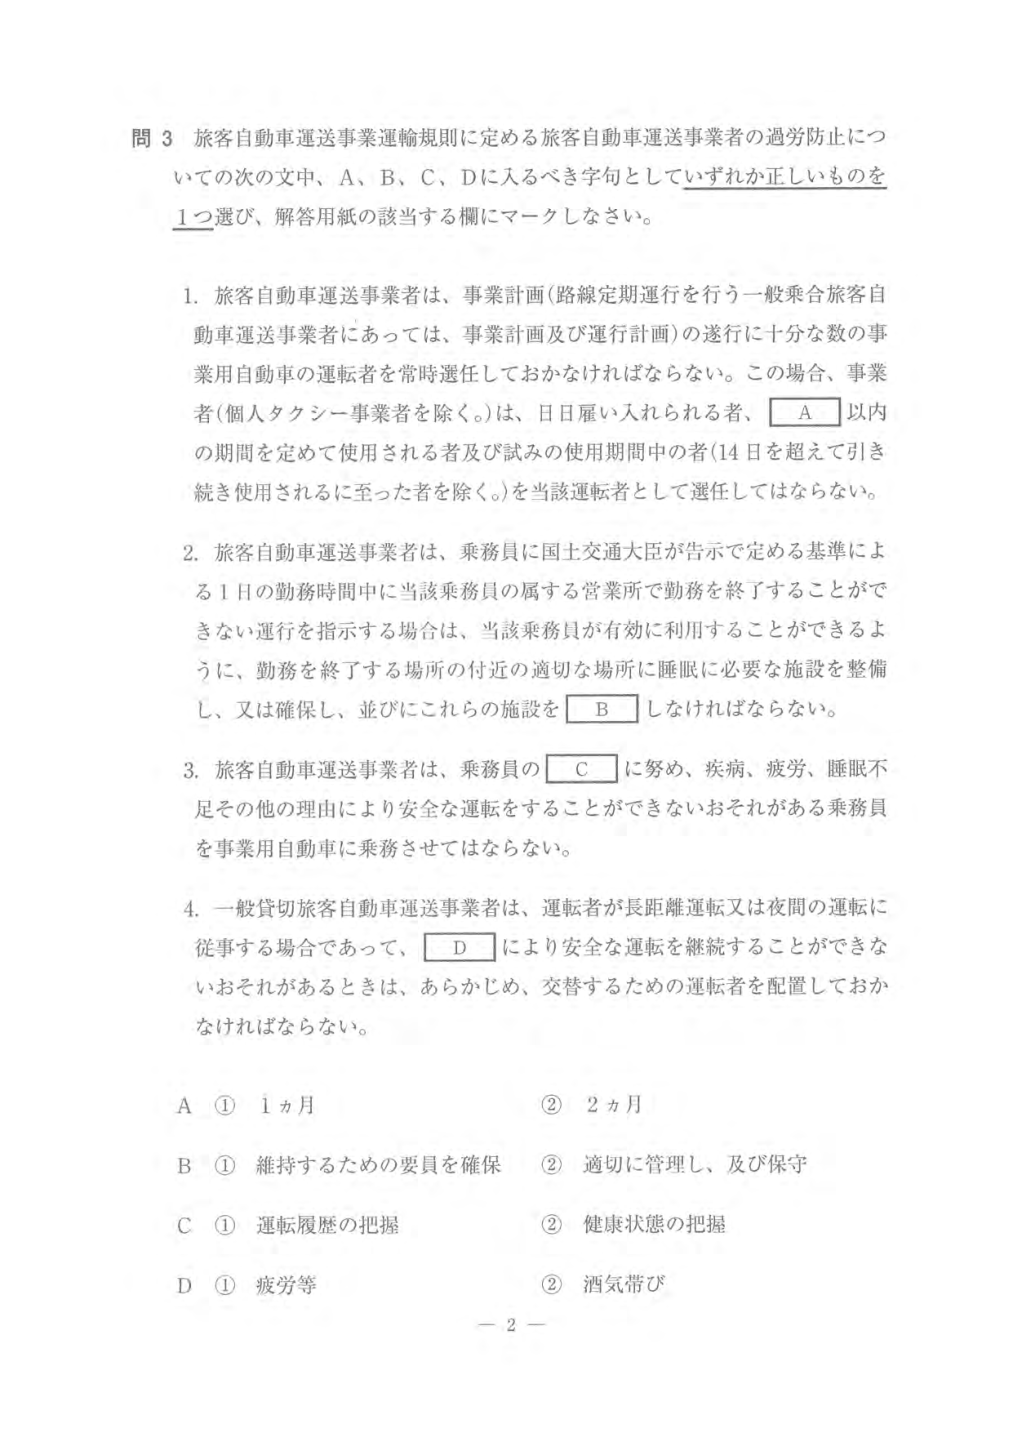 問 3 旅客自動車運送事業運輸規則に定める旅客自動車運送事業者の過労防止につ
いての次の文中、A、B、C、Dに入るべき字句としていずれか正しいものを
1つ選び、解答用紙の該当する欄にマークしなさい。
1. 旅客自動車運送事業者は、事業計画(路線定期運行を行う一般乗合旅客自
動車運送事業者にあっては、事業計画及び運行計画)の遂行に十分な数の事
業用自動車の運転者を常時選任しておかなければならない。この場合、事業
者(個人タクシー事業者を除く。)は、日日雇い入れられる者、 A 以内
の期間を定めて使用される者及び試みの使用期間中の者(14日を超えて引き
続き使用されるに至った者を除く。)を当該運転者として選任してはならない。
2. 旅客自動車運送事業者は、乗務員に国土交通大臣が告示で定める基準によ
る1日の勤務時間中に当該乗務員の属する営業所で勤務を終了することがで
きない運行を指示する場合は、当該乗務員が有効に利用することができるよ
うに、勤務を終了する場所の付近の適切な場所に睡眠に必要な施設を整備
し、又は確保し、並びにこれらの施設を B しなければならない。
3. 旅客自動車運送事業者は、乗務員の C に努め、疾病、疲労、睡眠不
足その他の理由により安全な運転をすることができないおそれがある乗務員
を事業用自動車に乗務させてはならない。
4. 一般貸切旅客自動車運送事業者は、運転者が長距離運転又は夜間の運転に
従事する場合であって、 D により安全な運転を継続することができな
いおそれがあるときは、あらかじめ、交替するための運転者を配置しておか
なければならない。
A ① 1ヵ月 ② 2ヵ月
B ① 維持するための要員を確保 ② 適切に管理し、及び保守
C ① 運転履歴の把握 ② 健康状態の把握
D ① 疲労等 ② 酒気帯び
― 2 ―